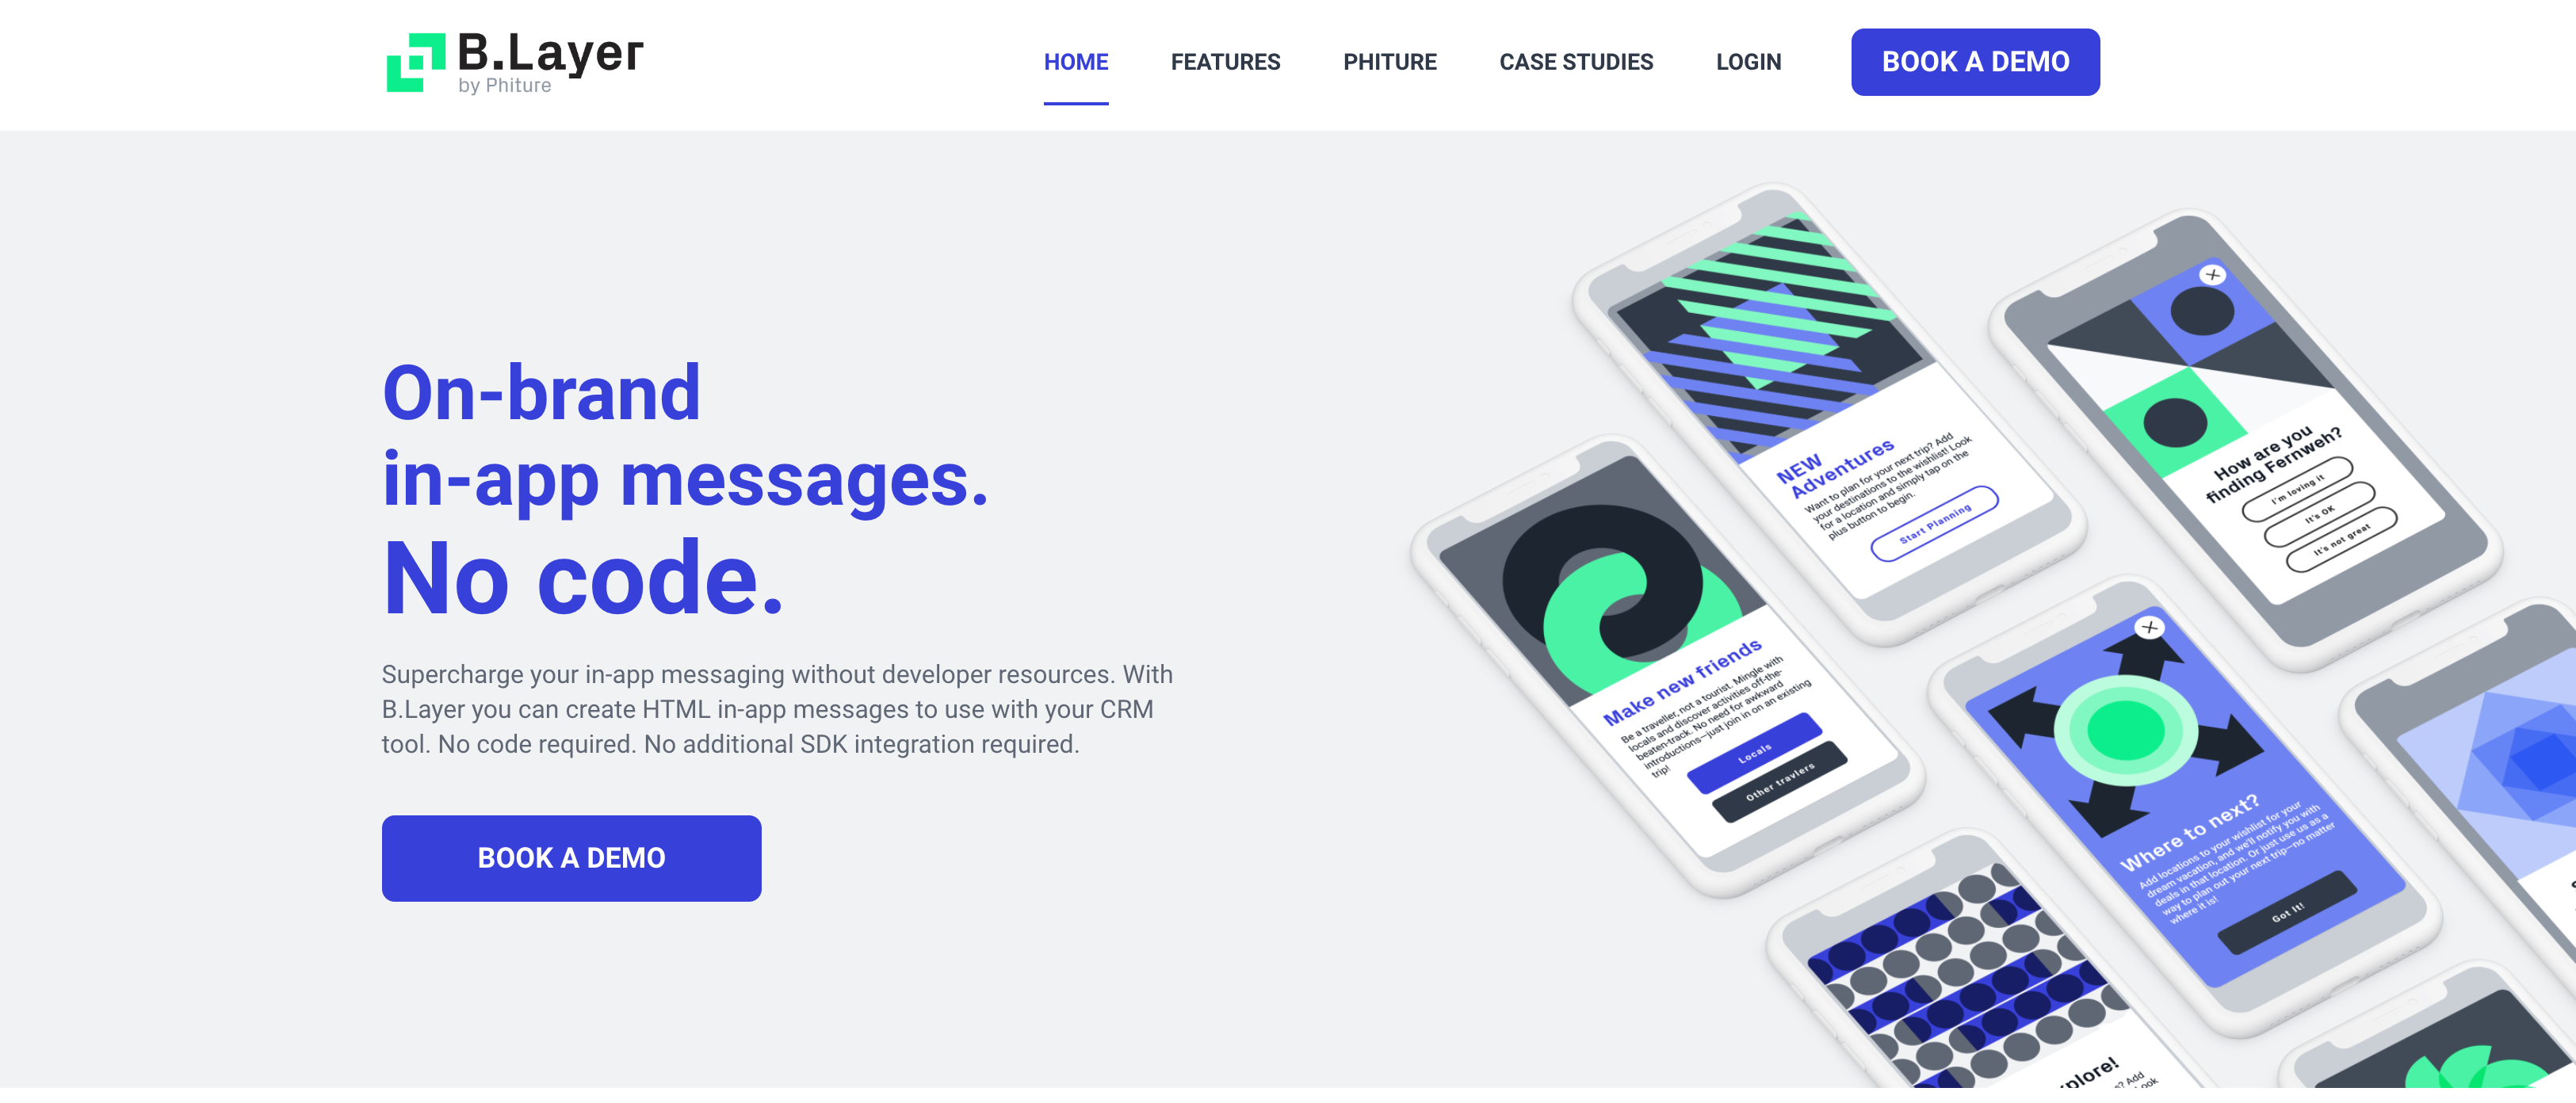 B.Layer
by Phiture
HOME
FEATURES
PHITURE
CASE STUDIES
LOGIN
BOOK A DEMO
On-brand
in-app messages.
No code.
Supercharge your in-app messaging without developer resources. With
B.Layer you can create HTML in-app messages to use with your CRM
tool. No code required. No additional SDK integration required.
BOOK A DEMO
NEW
Adventures
Want to plan for your next trip? Add
your destinations to the wishlist! Look
for a location and simply tap on the
plus button to begin.
Start Planning
How are you
finding Fernweh?
I'm loving it
It's OK
It's not great
Make new friends
Be a traveller, not a tourist. Mingle with
locals and discover activities off-the-
beaten-track. No need for awkward
introductions—just join in on an existing
trip!
Locals
Other travlers
Where to next?
Add locations to your wishlist for your
dream vacation, and we'll notify you with
deals in that location. Or just use us as a
way to plan out your next trip—no matter
where it is!
Got It!
plore!
? Add
ook